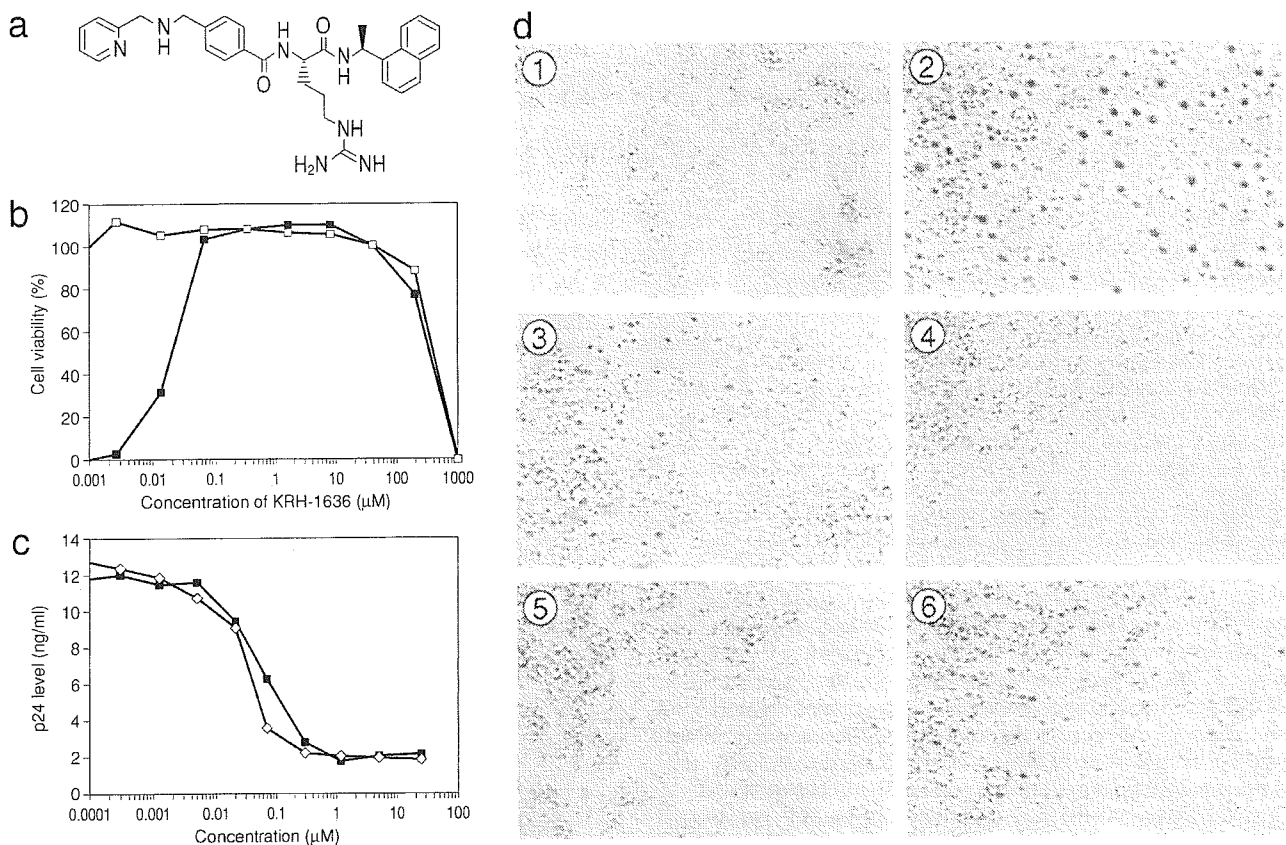 a
N
N
H
O
H
N
O
N
H
NH
H₂N
NH
b
Cell viability (%)
120
100
80
60
40
20
0
0.001 0.01 0.1 1 10 100 1000
Concentration of KRH-1636 (µM)
c
p24 level (ng/ml)
14
12
10
8
6
4
2
0
0.0001 0.001 0.01 0.1 1 10 100
Concentration (µM)
d
1
2
3
4
5
6